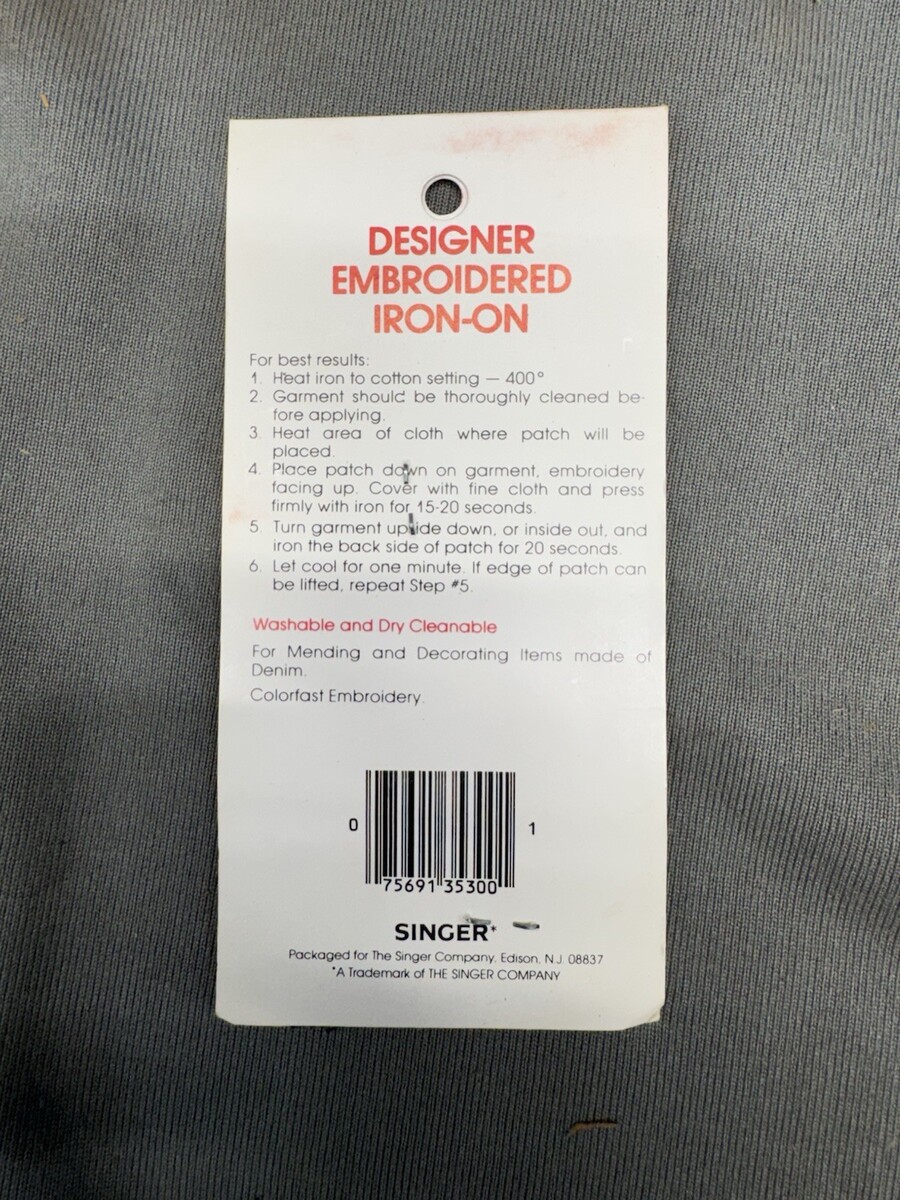 DESIGNER
EMBROIDERED
IRON-ON
For best results:
1. Heat iron to cotton setting — 400°
2. Garment should be thoroughly cleaned be-
fore applying.
3. Heat area of cloth where patch will be
placed.
4. Place patch down on garment, embroidery
facing up. Cover with fine cloth and press
firmly with iron for 15-20 seconds.
5. Turn garment upside down, or inside out, and
iron the back side of patch for 20 seconds.
6. Let cool for one minute. If edge of patch can
be lifted, repeat Step #5.
Washable and Dry Cleanable
For Mending and Decorating Items made of
Denim.
Colorfast Embroidery.
0 75691 35300 1
SINGER*
Packaged for The Singer Company, Edison, N.J. 08837
*A Trademark of THE SINGER COMPANY